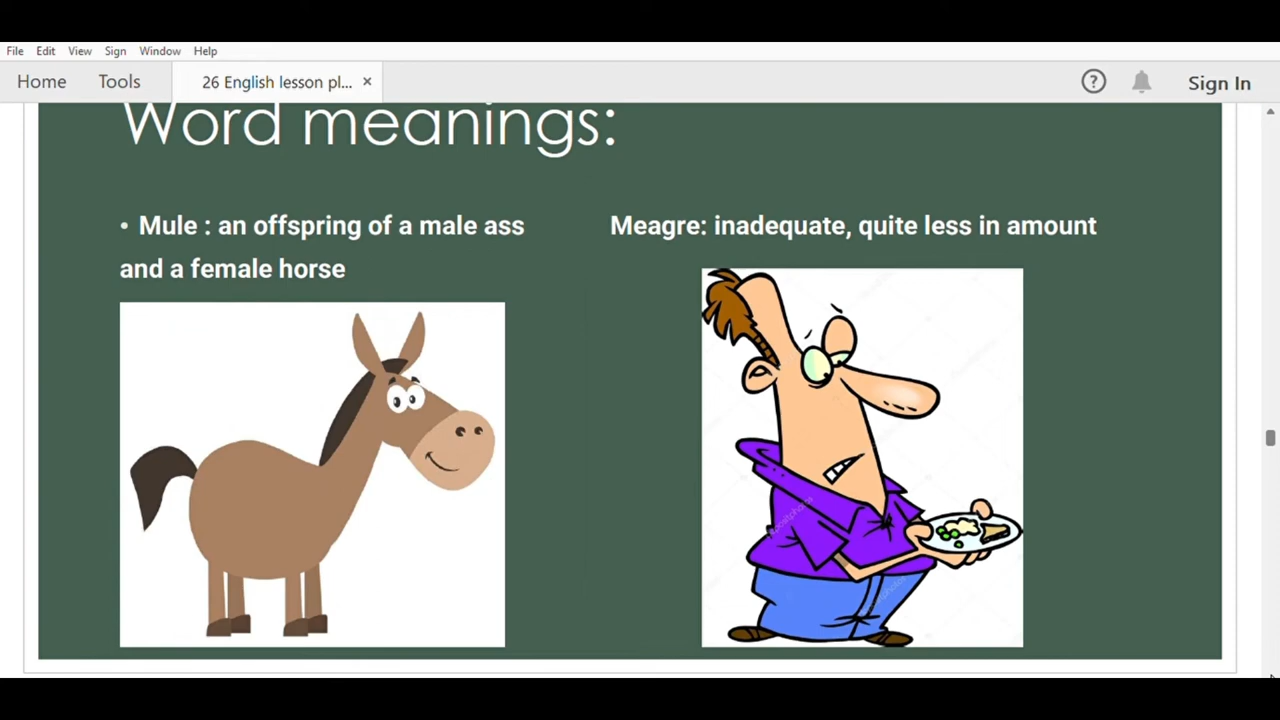 File Edit View Sign Window Help
Home Tools 26 English lesson pl... × ? Sign In
Word meanings:
• Mule : an offspring of a male ass
and a female horse
Meagre: inadequate, quite less in amount